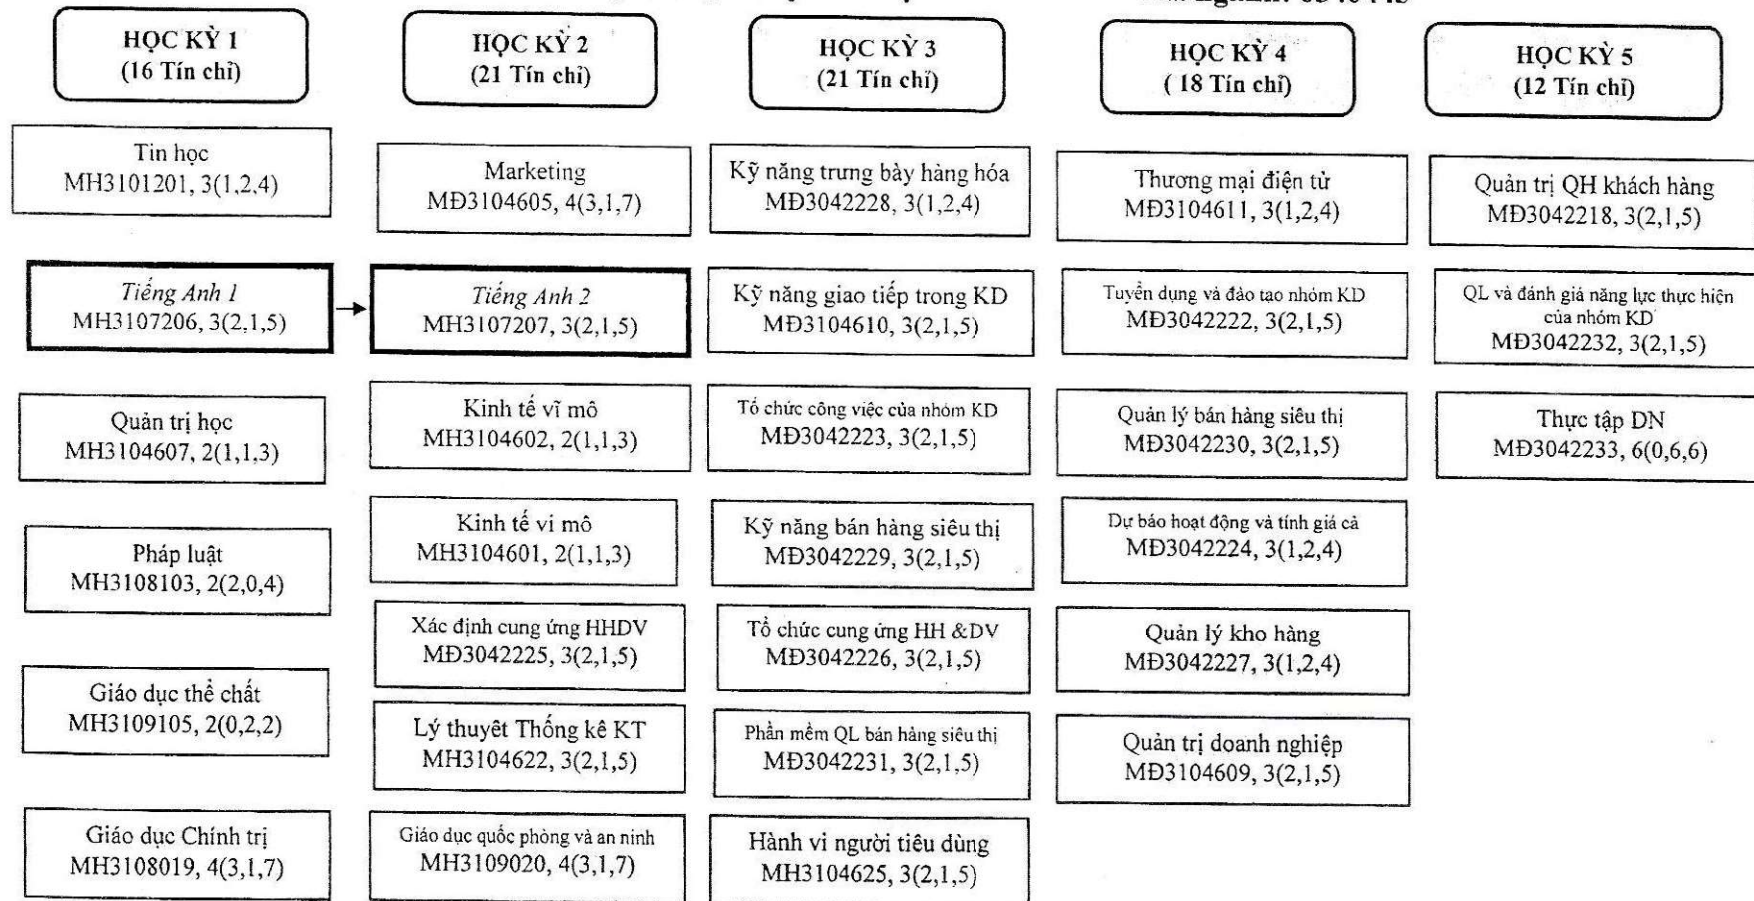 HỌC KỲ 1
(16 Tín chỉ)
Tin học
MH3101201, 3(1,2,4)
Tiếng Anh 1
MH3107206, 3(2,1,5)
Quản trị học
MH3104607, 2(1,1,3)
Pháp luật
MH3108103, 2(2,0,4)
Giáo dục thể chất
MH3109105, 2(0,2,2)
Giáo dục Chính trị
MH3108019, 4(3,1,7)
HỌC KỲ 2
(21 Tín chỉ)
Marketing
MĐ3104605, 4(3,1,7)
Tiếng Anh 2
MH3107207, 3(2,1,5)
Kinh tế vĩ mô
MH3104602, 2(1,1,3)
Kinh tế vi mô
MH3104601, 2(1,1,3)
Xác định cung ứng HHDV
MĐ3042225, 3(2,1,5)
Lý thuyêt Thống kê KT
MH3104622, 3(2,1,5)
Giáo dục quốc phòng và an ninh
MH3109020, 4(3,1,7)
HỌC KỲ 3
(21 Tín chỉ)
Kỹ năng trưng bày hàng hóa
MĐ3042228, 3(1,2,4)
Kỹ năng giao tiếp trong KD
MĐ3104610, 3(2,1,5)
Tổ chức công việc của nhóm KD
MĐ3042223, 3(2,1,5)
Kỹ năng bán hàng siêu thị
MĐ3042229, 3(2,1,5)
Tổ chức cung ứng HH &DV
MĐ3042226, 3(2,1,5)
Phần mềm QL bán hàng siêu thị
MĐ3042231, 3(2,1,5)
Hành vi người tiêu dùng
MH3104625, 3(2,1,5)
HỌC KỲ 4
( 18 Tín chỉ)
Thương mại điện tử
MĐ3104611, 3(1,2,4)
Tuyển dụng và đào tạo nhóm KD
MĐ3042222, 3(2,1,5)
Quản lý bán hàng siêu thị
MĐ3042230, 3(2,1,5)
Dự báo hoạt động và tính giá cả
MĐ3042224, 3(1,2,4)
Quản lý kho hàng
MĐ3042227, 3(1,2,4)
Quản trị doanh nghiệp
MĐ3104609, 3(2,1,5)
HỌC KỲ 5
(12 Tín chỉ)
Quản trị QH khách hàng
MĐ3042218, 3(2,1,5)
QL và đánh giá năng lực thực hiện
của nhóm KD
MĐ3042232, 3(2,1,5)
Thực tập DN
MĐ3042233, 6(0,6,6)